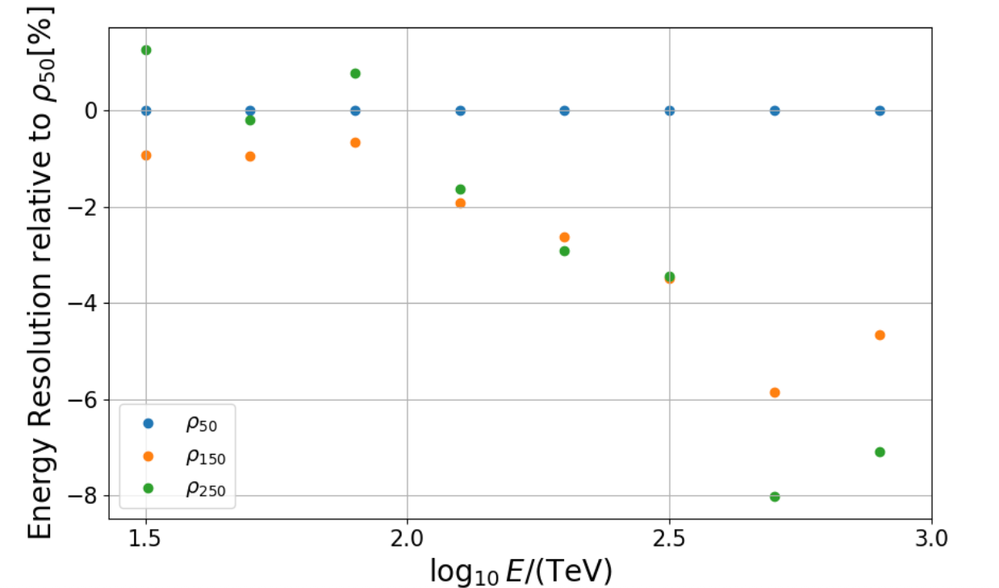 Energy Resolution relative to ρ₅₀[%]
0
−2
−4
−6
−8
ρ₅₀
ρ₁₅₀
ρ₂₅₀
1.5 2.0 2.5 3.0
log₁₀ E/(TeV)